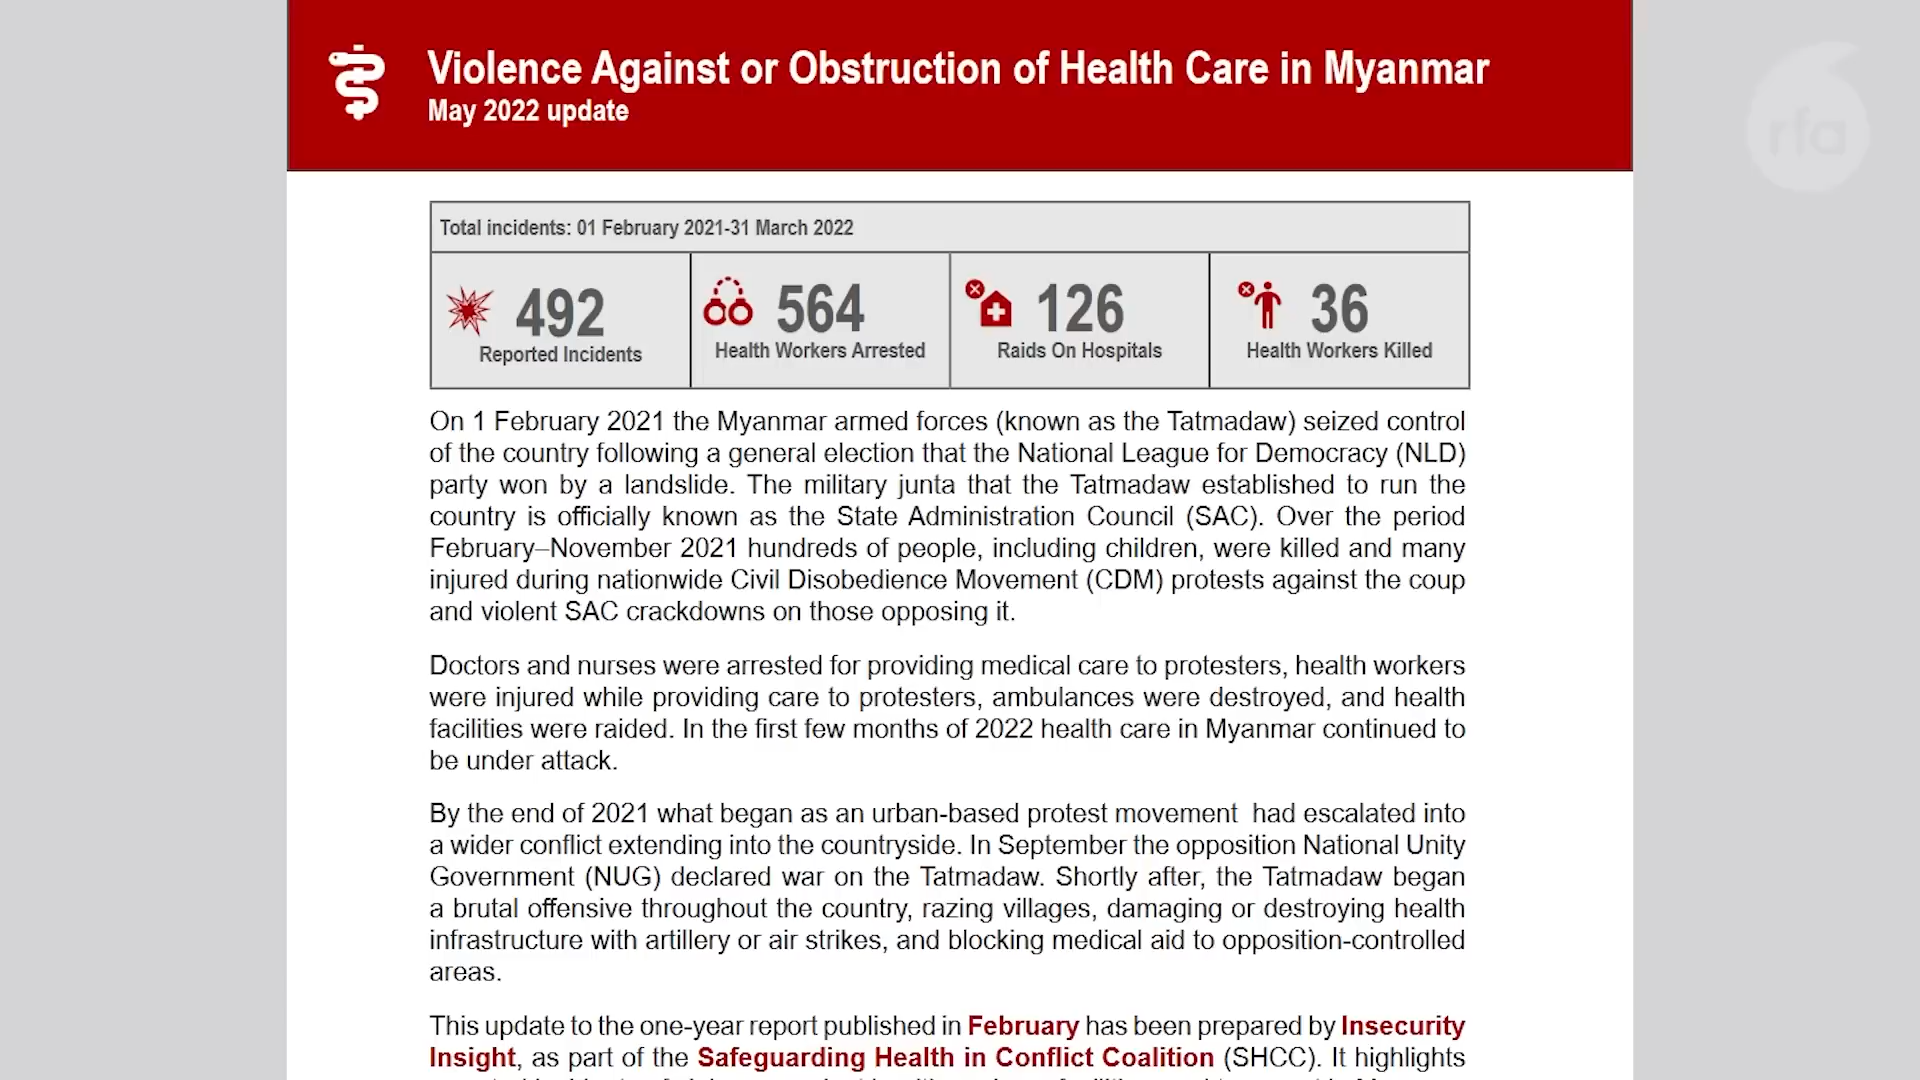 Violence Against or Obstruction of Health Care in Myanmar
May 2022 update
rfa
Total incidents: 01 February 2021-31 March 2022
492
Reported Incidents
564
Health Workers Arrested
126
Raids On Hospitals
36
Health Workers Killed
On 1 February 2021 the Myanmar armed forces (known as the Tatmadaw) seized control
of the country following a general election that the National League for Democracy (NLD)
party won by a landslide. The military junta that the Tatmadaw established to run the
country is officially known as the State Administration Council (SAC). Over the period
February–November 2021 hundreds of people, including children, were killed and many
injured during nationwide Civil Disobedience Movement (CDM) protests against the coup
and violent SAC crackdowns on those opposing it.
Doctors and nurses were arrested for providing medical care to protesters, health workers
were injured while providing care to protesters, ambulances were destroyed, and health
facilities were raided. In the first few months of 2022 health care in Myanmar continued to
be under attack.
By the end of 2021 what began as an urban-based protest movement had escalated into
a wider conflict extending into the countryside. In September the opposition National Unity
Government (NUG) declared war on the Tatmadaw. Shortly after, the Tatmadaw began
a brutal offensive throughout the country, razing villages, damaging or destroying health
infrastructure with artillery or air strikes, and blocking medical aid to opposition-controlled
areas.
This update to the one-year report published in February has been prepared by Insecurity
Insight, as part of the Safeguarding Health in Conflict Coalition (SHCC). It highlights